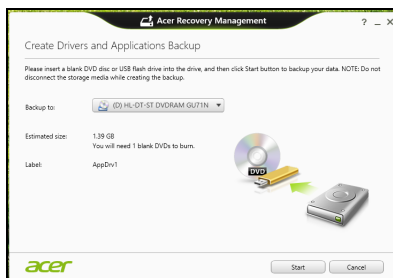 Acer Recovery Management
Create Drivers and Applications Backup
Please insert a blank DVD disc or USB flash drive into the drive, and then click Start button to backup your data. NOTE: Do not
disconnect the storage media while creating the backup.
Backup to: (D) HL-DT-ST DVDRAM GU71N
Estimated size: 1.39 GB
You will need 1 blank DVDs to burn.
Label: AppDrv1
DVD
acer
Start Cancel